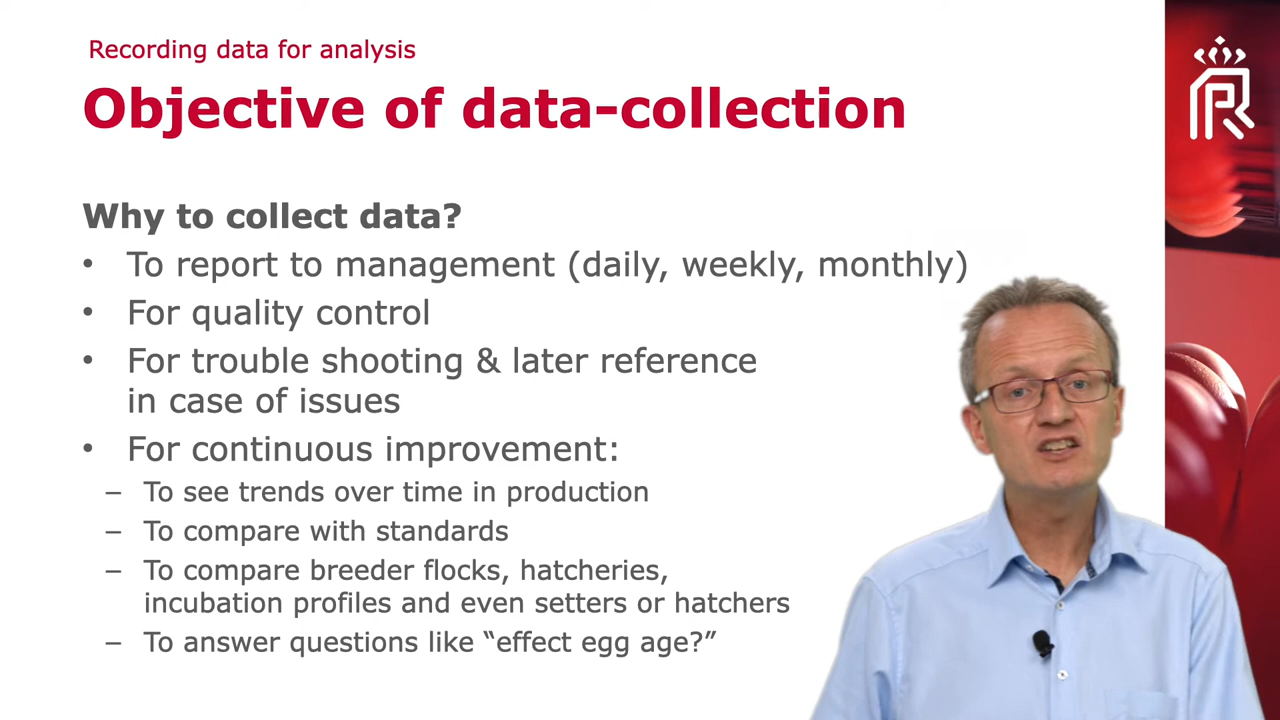 Recording data for analysis
Objective of data-collection
Why to collect data?
• To report to management (daily, weekly, monthly)
• For quality control
• For trouble shooting & later reference
in case of issues
• For continuous improvement:
– To see trends over time in production
– To compare with standards
– To compare breeder flocks, hatcheries,
incubation profiles and even setters or hatchers
– To answer questions like “effect egg age?”